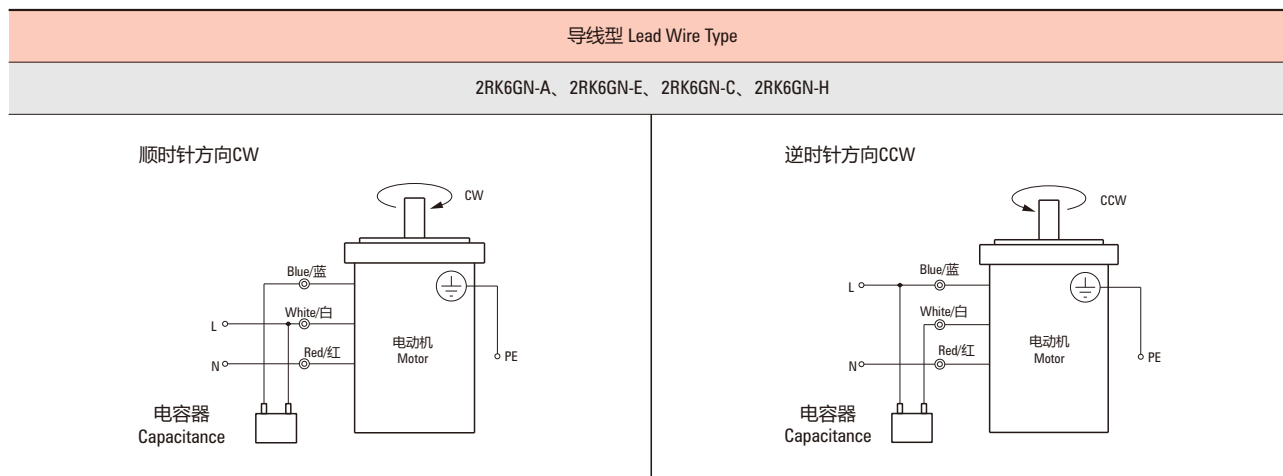 导线型 Lead Wire Type
2RK6GN-A、2RK6GN-E、2RK6GN-C、2RK6GN-H
顺时针方向CW
CW
Blue/蓝
White/白
L
Red/红
N
电动机
Motor
PE
电容器
Capacitance
逆时针方向CCW
CCW
Blue/蓝
L
White/白
Red/红
N
电动机
Motor
PE
电容器
Capacitance